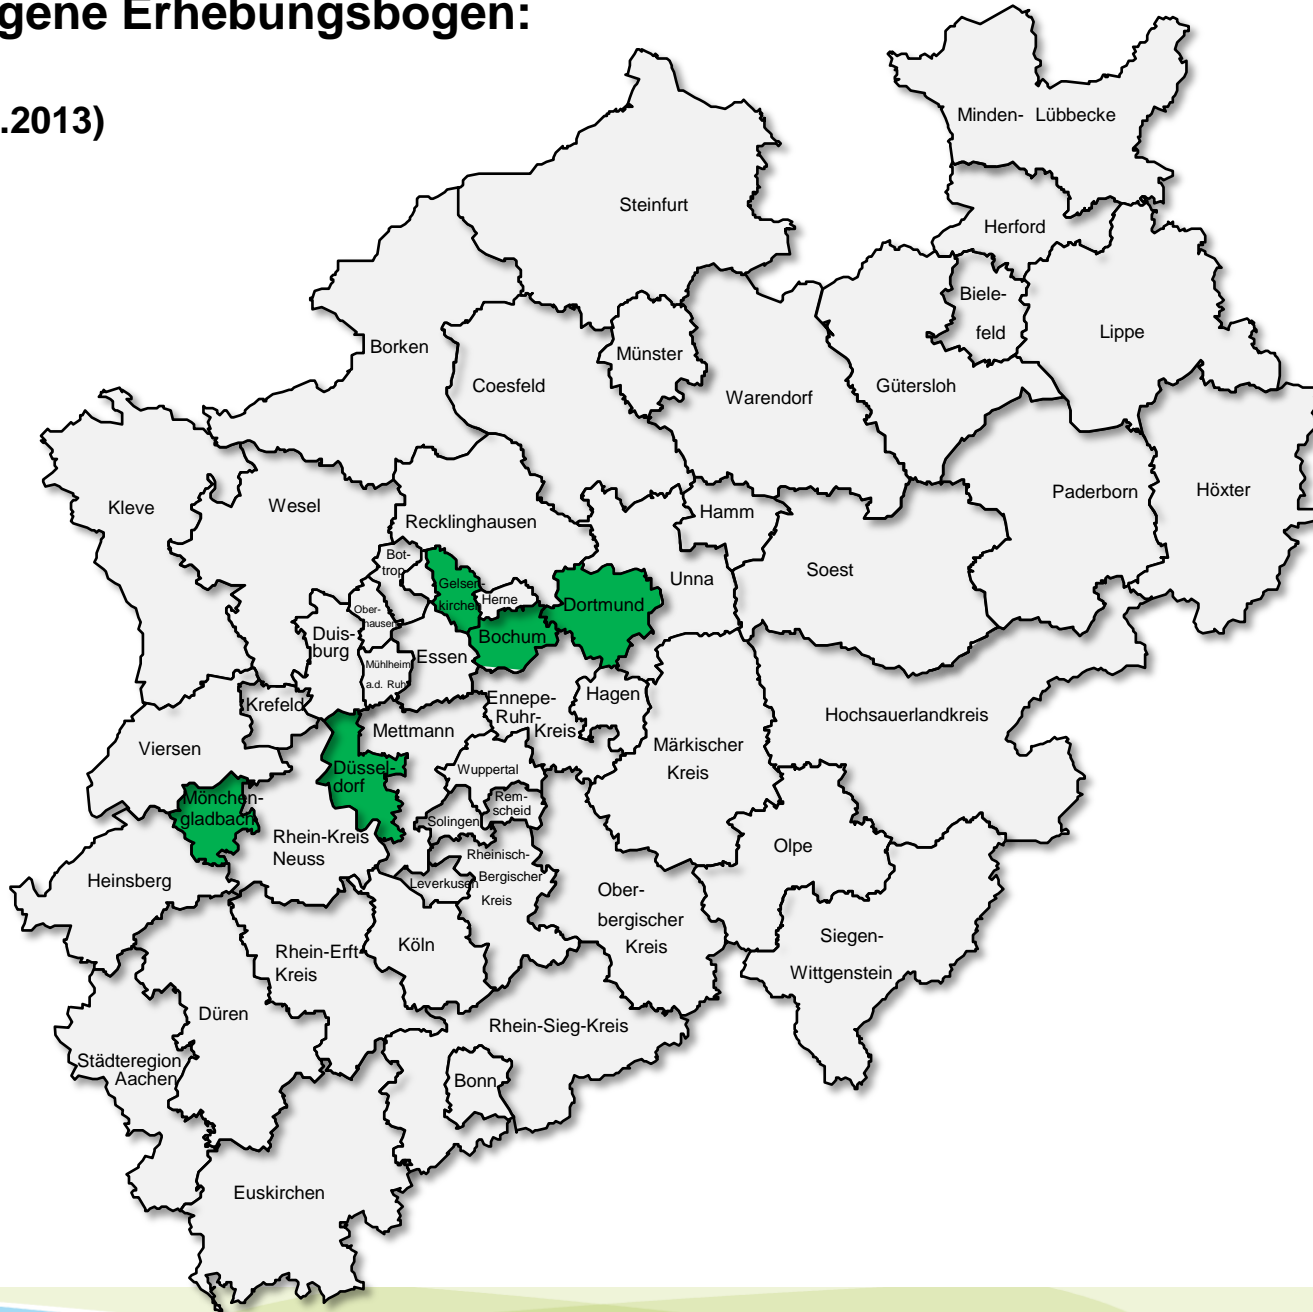 gene Erhebungsbogen:
.2013)
Minden- Lübbecke
Steinfurt
Herford
Biele-
feld
Lippe
Borken
Münster
Coesfeld
Warendorf
Gütersloh
Kleve
Wesel
Recklinghausen
Hamm
Paderborn
Höxter
Bot-
trop
Gelsen-
kirchen
Herne
Dortmund
Unna
Soest
Ober-
hausen
Duis-
burg
Bochum
Essen
Mühlheim
a.d. Ruhr
Krefeld
Ennepe-
Ruhr-
Kreis
Hagen
Hochsauerlandkreis
Viersen
Mettmann
Märkischer
Kreis
Düssel-
dorf
Wuppertal
Mönchen-
gladbach
Rem-
scheid
Solingen
Rhein-Kreis
Neuss
Olpe
Heinsberg
Rheinisch-
Bergischer
Kreis
Leverkusen
Ober-
bergischer
Kreis
Rhein-Erft-
Kreis
Köln
Siegen-
Wittgenstein
Düren
Rhein-Sieg-Kreis
Städteregion
Aachen
Bonn
Euskirchen